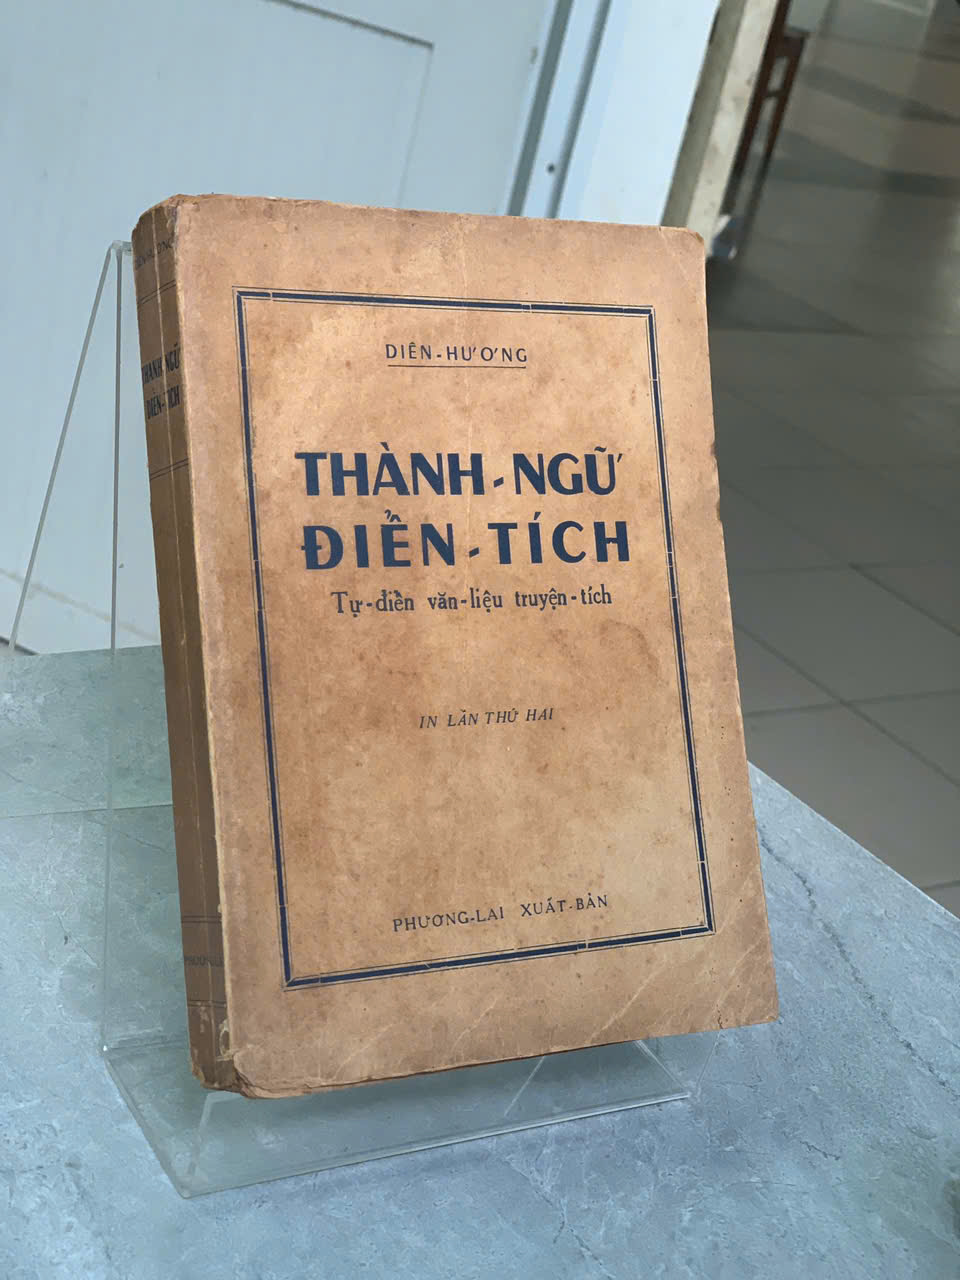 DIÊN-HƯƠNG
THÀNH-NGỮ
ĐIỂN-TÍCH
Tự-điển văn-liệu truyện-tích
IN LẦN THỨ HAI
PHƯƠNG-LAI XUẤT-BẢN
THÀNH NGỮ
ĐIỂN-TÍCH